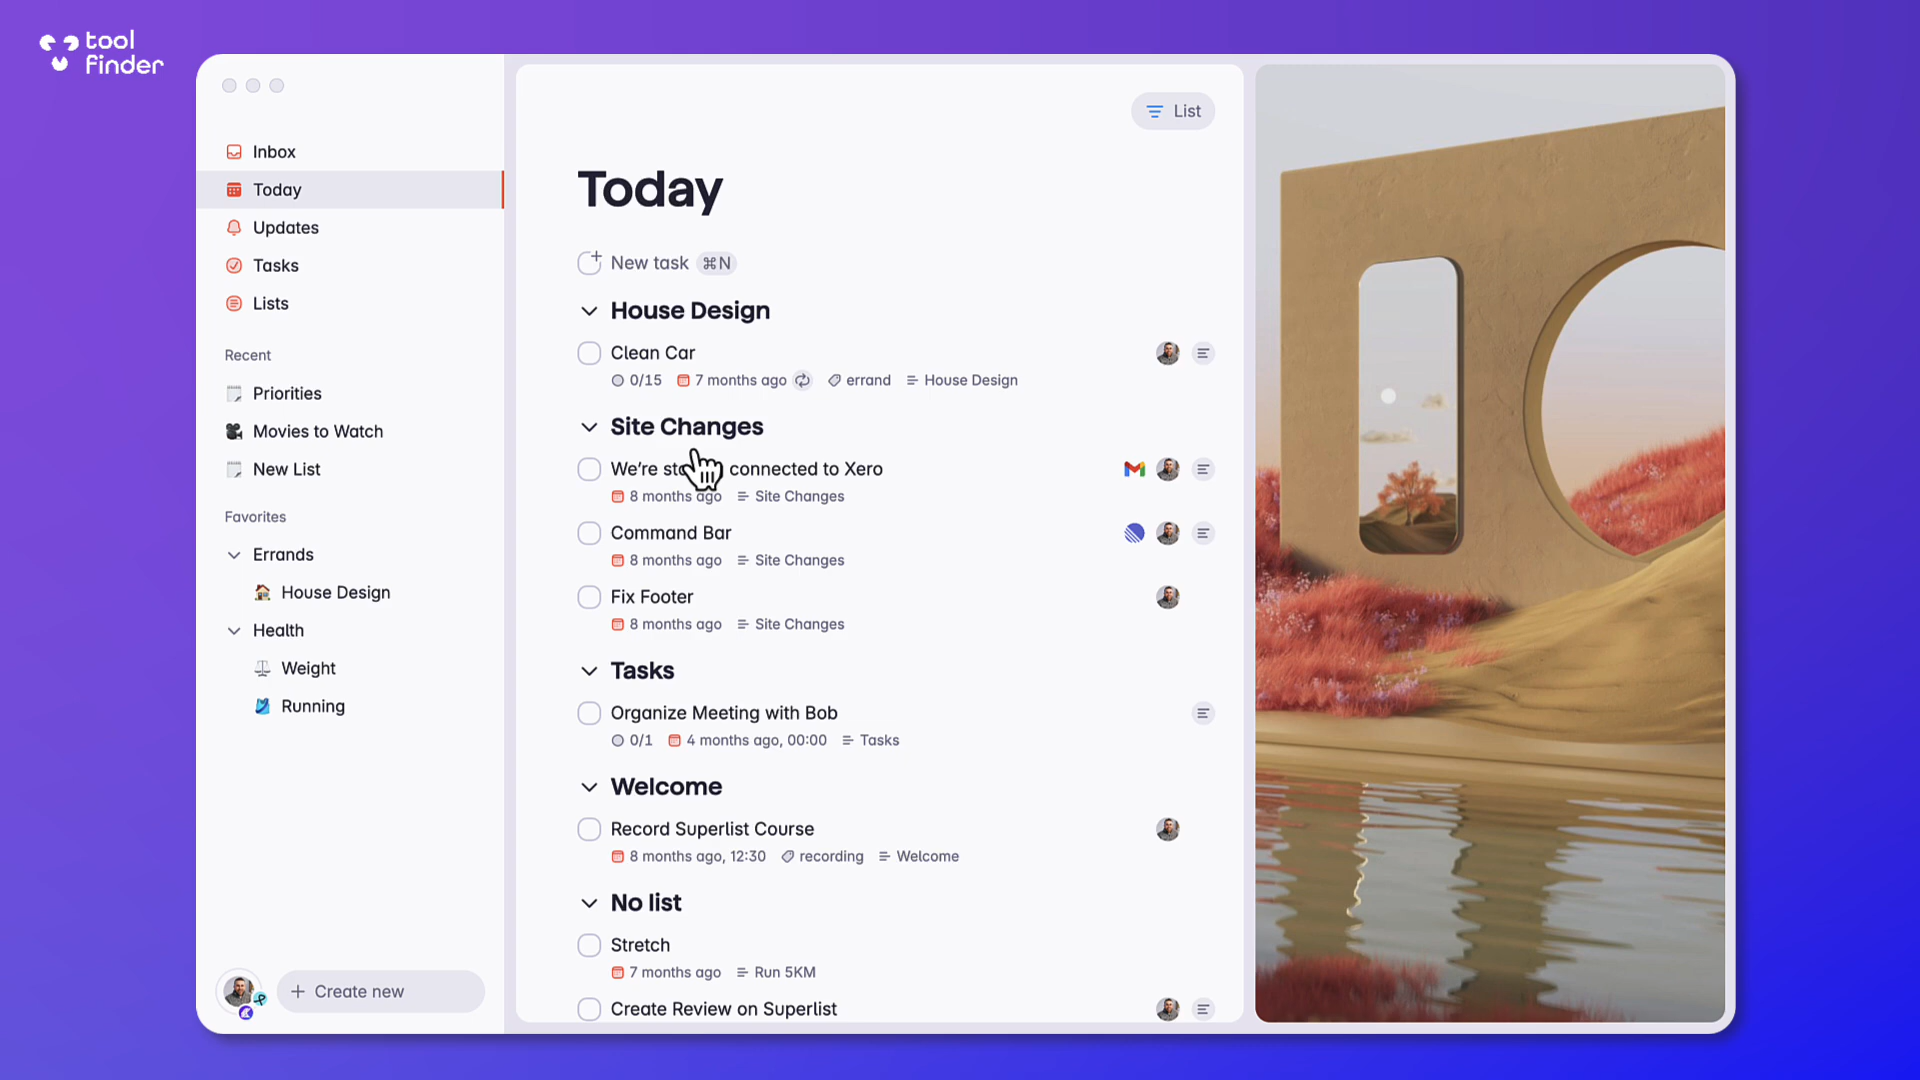 tool
finder
Inbox
Today
Updates
Tasks
Lists
Recent
Priorities
Movies to Watch
New List
Favorites
Errands
House Design
Health
Weight
Running
+ Create new
List
Today
New task ⌘N
House Design
Clean Car
0/15 7 months ago errand House Design
Site Changes
We're st connected to Xero
8 months ago Site Changes
Command Bar
8 months ago Site Changes
Fix Footer
8 months ago Site Changes
Tasks
Organize Meeting with Bob
0/1 4 months ago, 00:00 Tasks
Welcome
Record Superlist Course
8 months ago, 12:30 recording Welcome
No list
Stretch
7 months ago Run 5KM
Create Review on Superlist